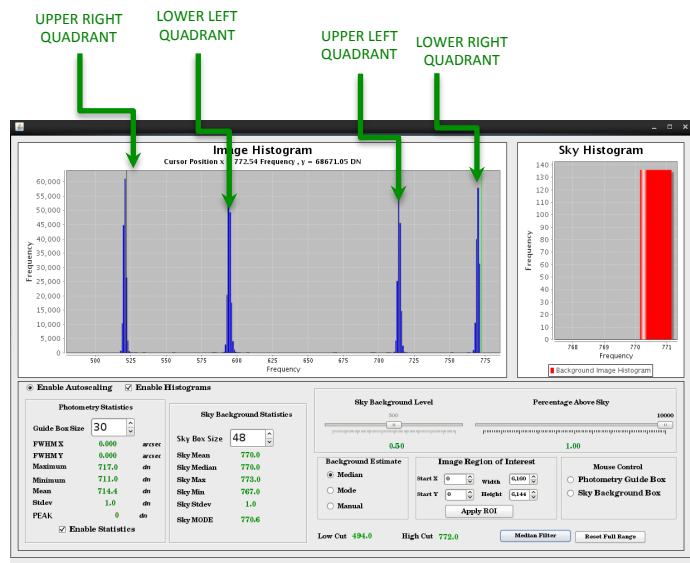 UPPER RIGHT
QUADRANT
LOWER LEFT
QUADRANT
UPPER LEFT
QUADRANT
LOWER RIGHT
QUADRANT
Image Histogram
772.54 Frequency , y = 68671.05 DN
Cursor Position x
60,000
55,000
50,000
45,000
40,000
35,000
30,000
25,000
20,000
15,000
10,000
5,000
0
Frequency
500 525 550 575 600 625 650 675 700 725 750 775
Frequency
Sky Histogram
140
130
120
110
100
90
80
70
60
50
40
30
20
10
0
Frequency
768 769 770 771
Frequency
Background Image Histogram
Enable Autoscaling Enable Histograms
Photometry Statistics
Guide Box Size 30
FWHM X 0.000 arcsec
FWHM Y 0.000 arcsec
Maximum 717.0 dn
Minimum 711.0 dn
Mean 714.4 dn
Stdev 1.0 dn
PEAK 0 dn
Enable Statistics
Sky Background Statistics
Sky Box Size 48
Sky Mean 770.0
Sky Median 770.0
Sky Max 773.0
Sky Min 767.0
Sky Stdev 1.0
Sky MODE 770.6
Sky Background Level
500
0.50
Percentage Above Sky
10000
1.00
Background Estimate
Median
Mode
Manual
Image Region of Interest
Start X 0 Width 6,160
Start Y 0 Height 6,144
Apply ROI
Mouse Control
Photometry Guide Box
Sky Background Box
Low Cut 494.0 High Cut 772.0 Median Filter Reset Full Range